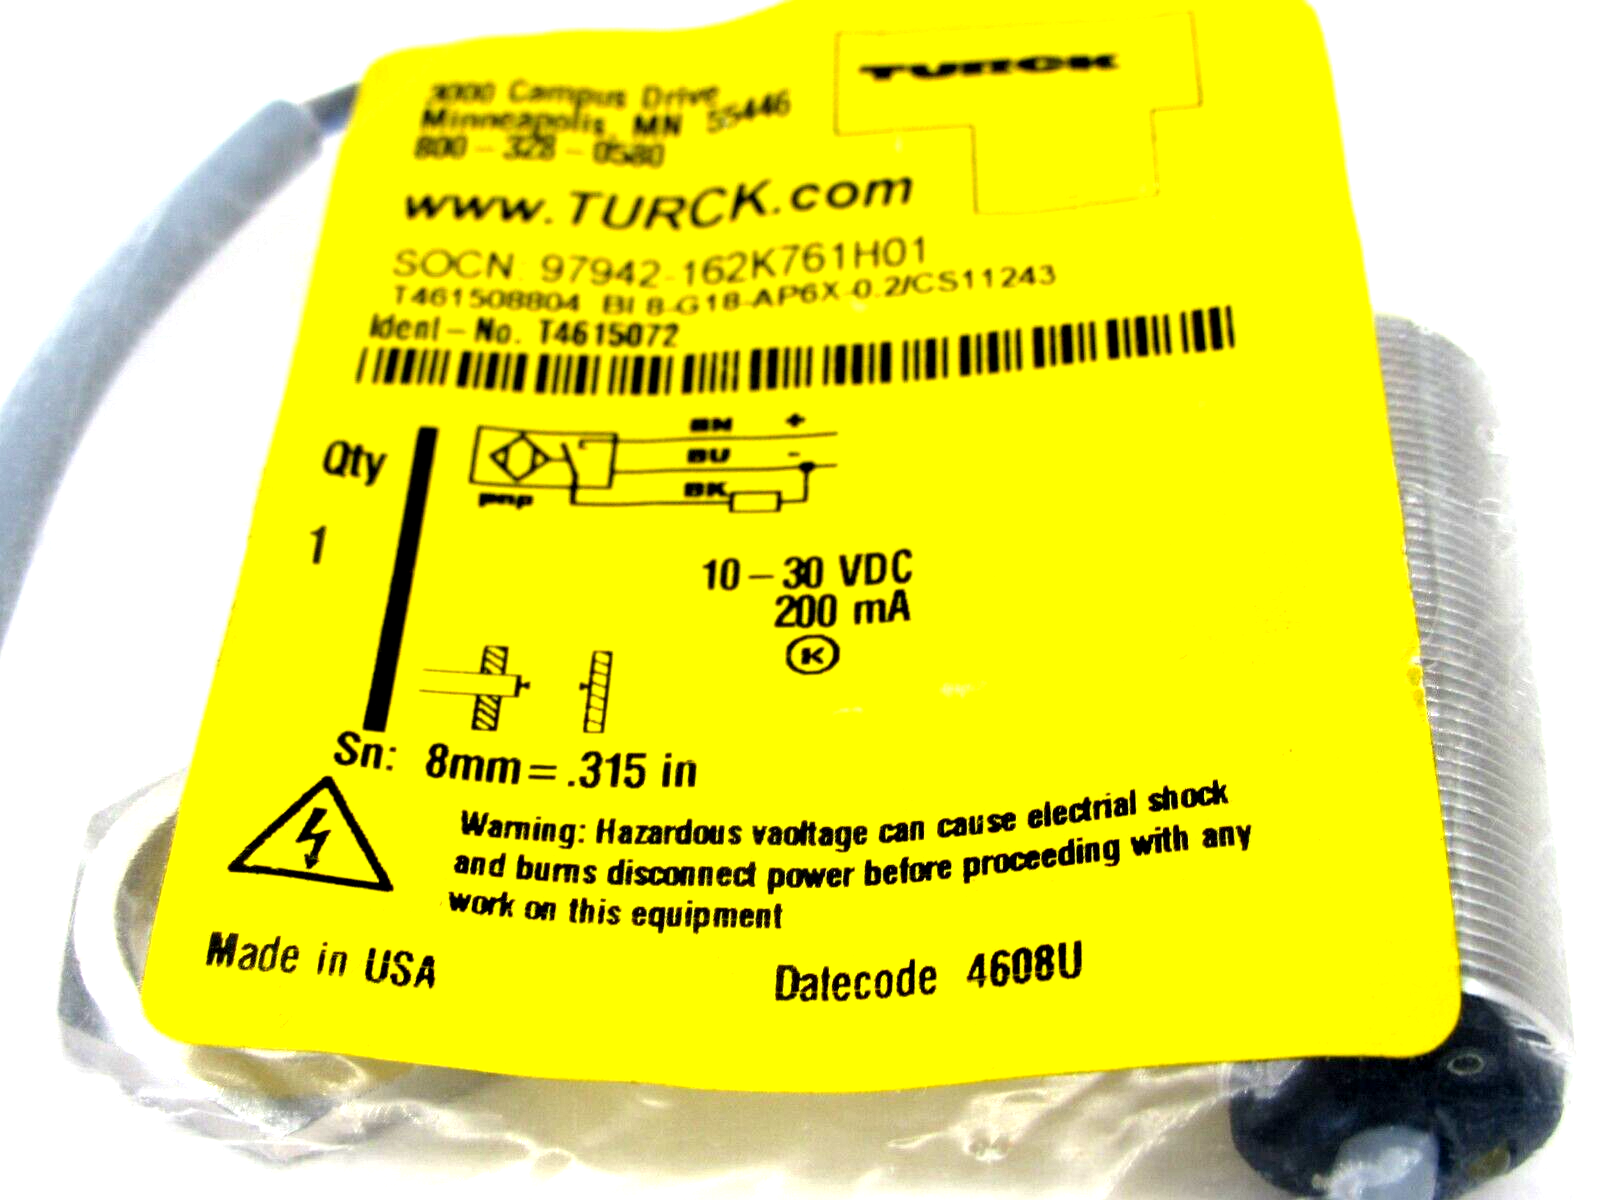 TURCK
3000 Campus Drive
Minneapolis, MN 55446
800-328-0580
www.TURCK.com
SOCN: 97942-162K761H01
T461508804 BI 8-G18-AP6X-0.2/CS11243
Ident-No. T4615072
BN +
BU -
BK
pnp
Qty
1
10-30 VDC
200 mA
K
Sn: 8mm=.315 in
Warning: Hazardous vaoltage can cause electrial shock
and burns disconnect power before proceeding with any
work on this equipment
Made in USA Datecode 4608U